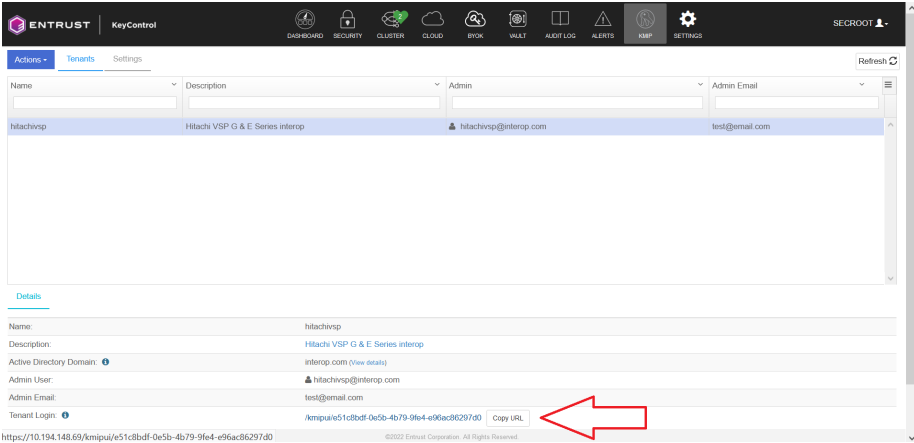 ENTRUST KeyControl
DASHBOARD SECURITY CLUSTER 2 CLOUD BYOK VAULT AUDIT LOG ALERTS KMIP SETTINGS
SECROOT
Actions Tenants Settings Refresh
Name Description Admin Admin Email
hitachivsp Hitachi VSP G & E Series interop hitachivsp@interop.com test@email.com
Details
Name: hitachivsp
Description: Hitachi VSP G & E Series interop
Active Directory Domain: interop.com (View details)
Admin User: hitachivsp@interop.com
Admin Email: test@email.com
Tenant Login: /kmipui/e51c8bdf-0e5b-4b79-9fe4-e96ac86297d0 Copy URL
https://10.194.148.69/kmipui/e51c8bdf-0e5b-4b79-9fe4-e96ac86297d0
©2022 Entrust Corporation. All Rights Reserved.